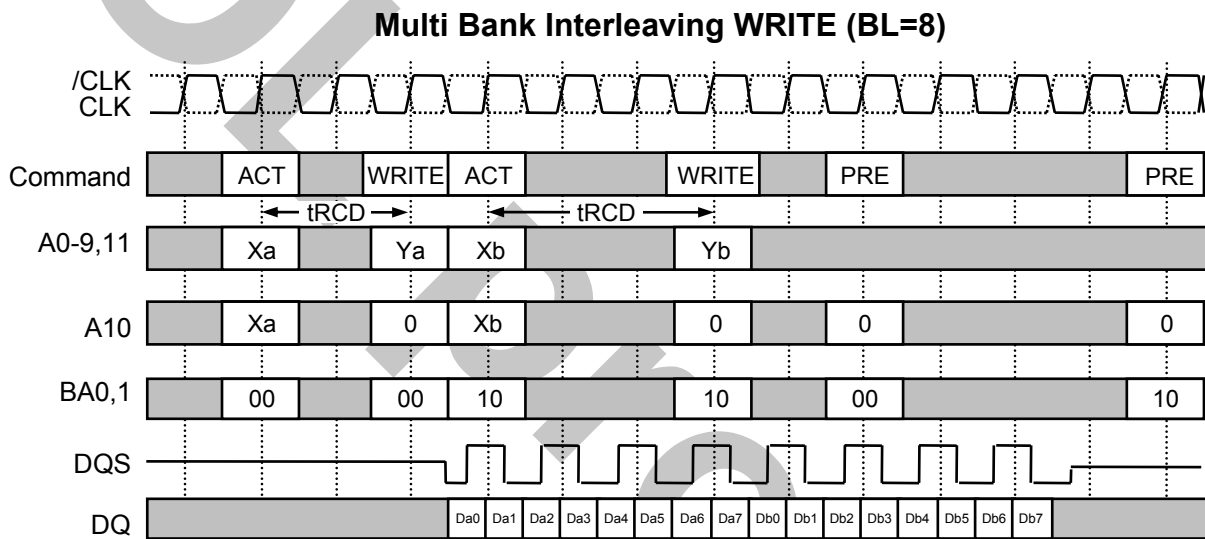 Multi Bank Interleaving WRITE (BL=8)
/CLK
CLK
Command ACT WRITE ACT WRITE PRE PRE
tRCD tRCD
A0-9,11 Xa Ya Xb Yb
A10 Xa 0 Xb 0 0 0
BA0,1 00 00 10 10 00 10
DQS
DQ Da0 Da1 Da2 Da3 Da4 Da5 Da6 Da7 Db0 Db1 Db2 Db3 Db4 Db5 Db6 Db7